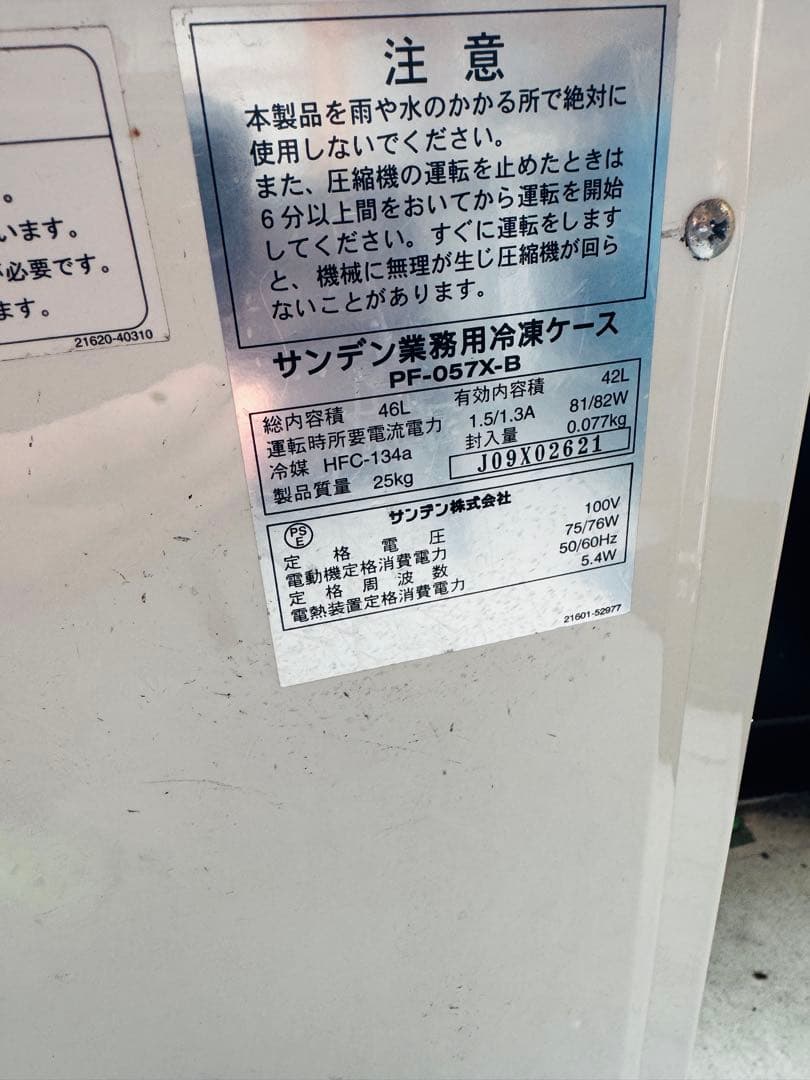 。
います。
必要です。
ます。
21620-40310
注意
本製品を雨や水のかかる所で絶対に
使用しないでください。
また、圧縮機の運転を止めたときは
6分以上間をおいてから運転を開始
してください。すぐに運転をします
と、機械に無理が生じ圧縮機が回ら
ないことがあります。
サンデン業務用冷凍ケース
PF-057X-B
総内容積 46L 有効内容積 42L
運転時所要電流電力 1.5/1.3A 81/82W
冷媒 HFC-134a 封入量 0.077kg
製品質量 25kg J09X02621
PSE サンデン株式会社
定格電圧 100V
電動機定格消費電力 75/76W
定格周波数 50/60Hz
電熱装置定格消費電力 5.4W
21601-52977